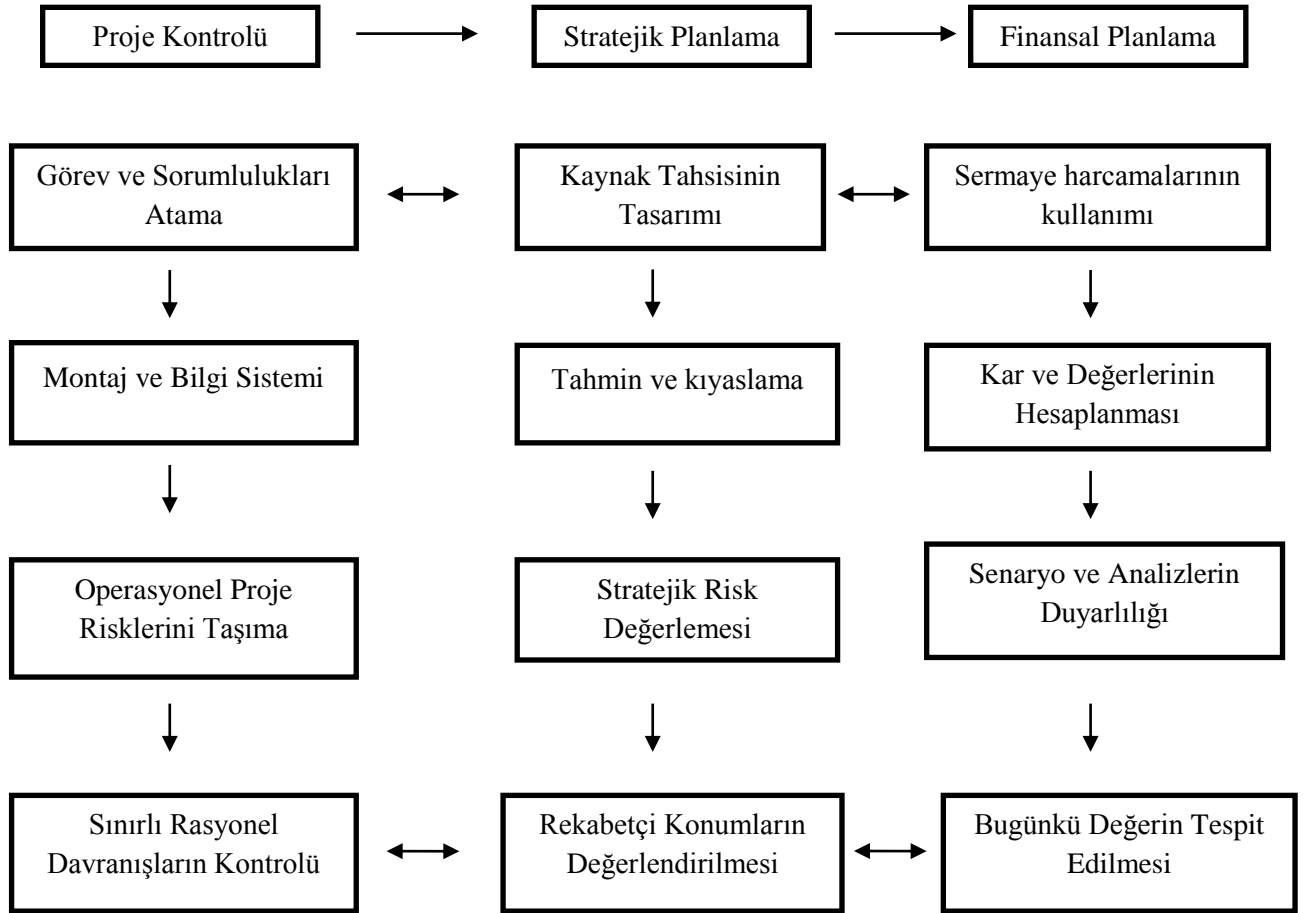 Proje Kontrolü
Stratejik Planlama
Finansal Planlama
Görev ve Sorumlulukları
Atama
Kaynak Tahsisinin
Tasarımı
Sermaye harcamalarının
kullanımı
Montaj ve Bilgi Sistemi
Tahmin ve kıyaslama
Kar ve Değerlerinin
Hesaplanması
Operasyonel Proje
Risklerini Taşıma
Stratejik Risk
Değerlemesi
Senaryo ve Analizlerin
Duyarlılığı
Sınırlı Rasyonel
Davranışların Kontrolü
Rekabetçi Konumların
Değerlendirilmesi
Bugünkü Değerin Tespit
Edilmesi